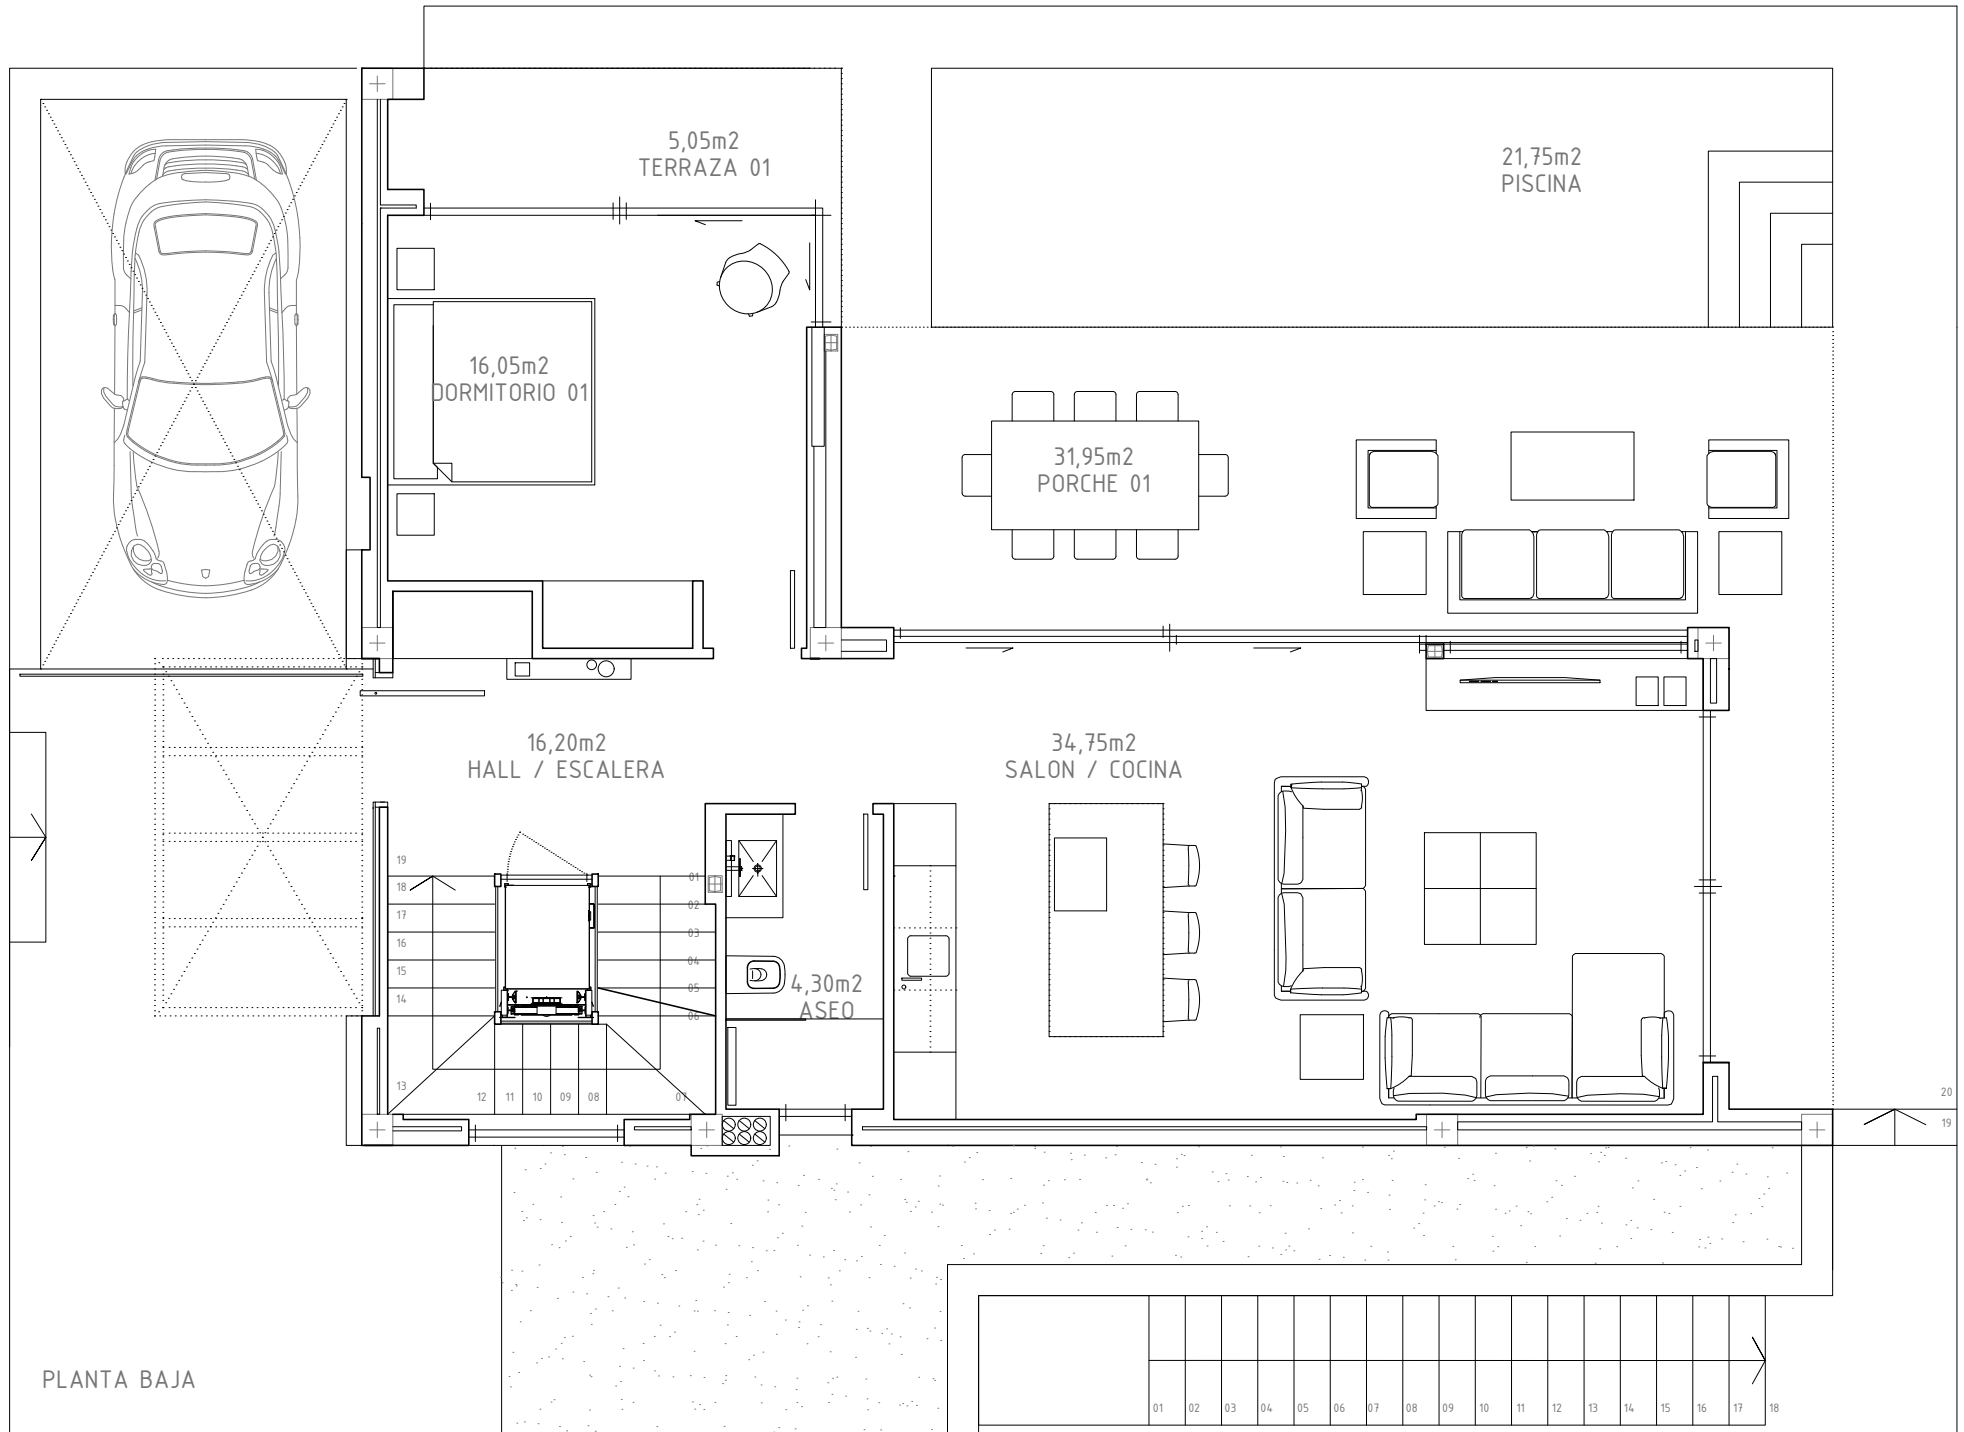 5,05m2
TERRAZA 01
21,75m2
PISCINA
16,05m2
DORMITORIO 01
31,95m2
PORCHE 01
16,20m2
HALL / ESCALERA
34,75m2
SALON / COCINA
19
18
17
16
15
14
13
12
11
10
09
08
07
01
02
03
04
05
06
4,30m2
ASEO
20
19
PLANTA BAJA
01
02
03
04
05
06
07
08
09
10
11
12
13
14
15
16
17
18